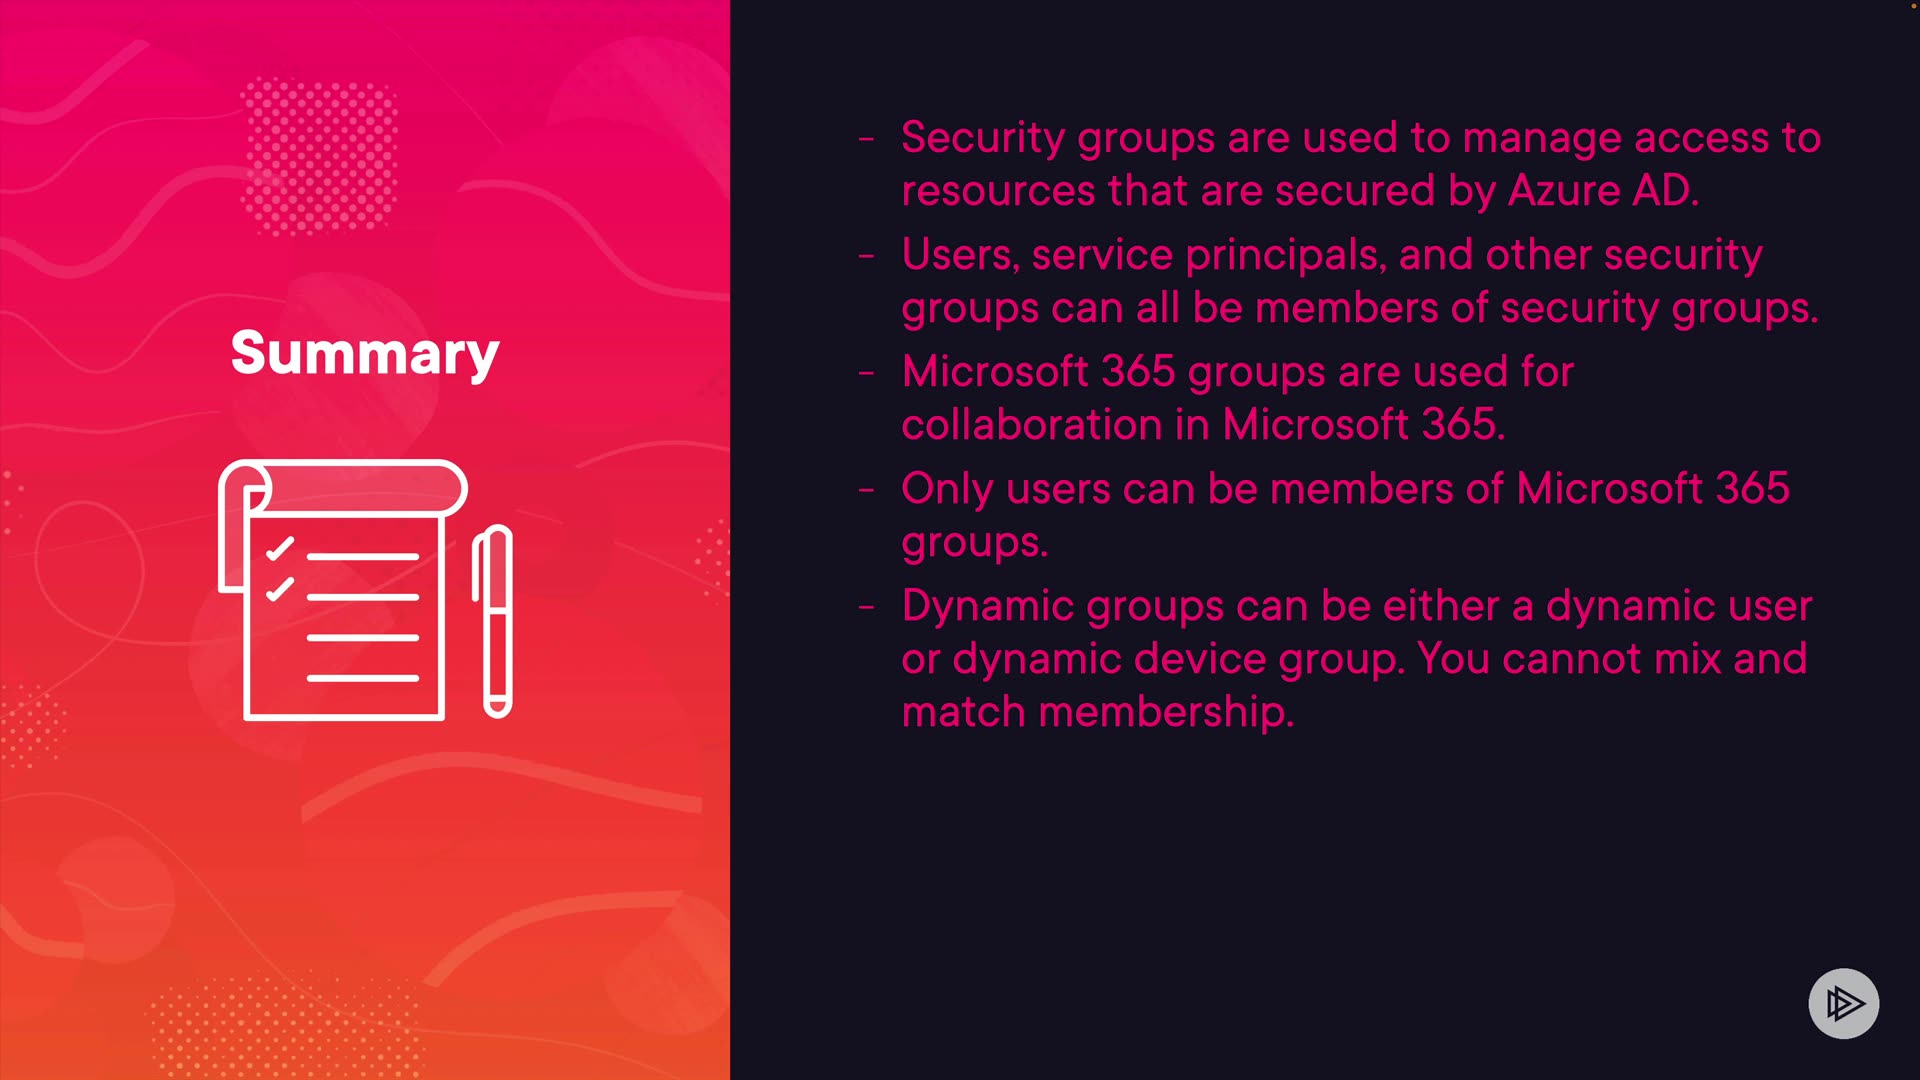 Summary
- Security groups are used to manage access to
resources that are secured by Azure AD.
- Users, service principals, and other security
groups can all be members of security groups.
- Microsoft 365 groups are used for
collaboration in Microsoft 365.
- Only users can be members of Microsoft 365
groups.
- Dynamic groups can be either a dynamic user
or dynamic device group. You cannot mix and
match membership.